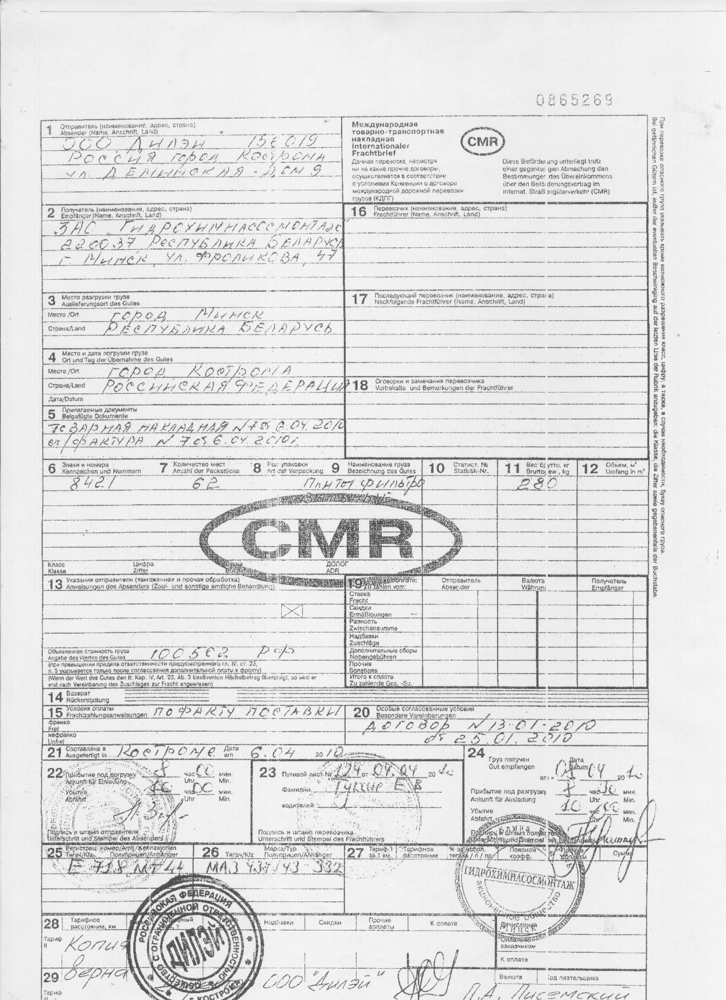 0865269
1 Отправитель (наименование, адрес, страна)
Absender (Name, Anschrift, Land)
ООО "Дилэй 156019
Россия город Кострома
ул. Деминская - дом 9
Международная
товарно-транспортная
накладная
Internationaler
Frachtbrief
CMR
Данная перевозка, несмотря
ни на какие прочие договоры,
осуществляется в соответствии
с условиями Конвенции о договоре
международной дорожной перевозки
грузов (КДПГ)
Diese Beförderung unterliegt trotz
einer gegenteiligen Abmachung den
Bestimmungen des Übereinkommens
über den Beförderungsvertrag im
internat. Straßengüterverkehr (CMR)
2 Получатель (наименование, адрес, страна)
Empfänger (Name, Anschrift, Land)
ЗАО "Гидрохимнасосмонтаж"
220037, Республика Беларусь
г. Минск, ул. Фроликова, 47
16 Перевозчик (наименование, адрес, страна)
Frachtführer (Name, Anschrift, Land)
3 Место разгрузки груза
Auslieferungsort des Gutes
Место /Ort город Минск
Страна/Land Республика Беларусь
17 Последующий перевозчик (наименование, адрес, страна)
Nachfolgende Frachtführer (Name, Anschrift, Land)
4 Место и дата погрузки груза
Ort und Tag der Übernahme des Gutes
Место /Ort город Кострома
Страна/Land Российская Федерация
Дата/Datum
18 Оговорки и замечания перевозчика
Vorbehalte und Bemerkungen der Frachtführer
5 Прилагаемые документы
Beigefügte Dokumente
Товарная накладная N 7 от 6.04.2010
сч/фактура N 7 от 6.04.2010г.
6 Знаки и номера
Kennzeichen und Nummern
7 Количество мест
Anzahl der Packstücke
8 Род упаковки
Art der Verpackung
9 Наименование груза
Bezeichnung des Gutes
10 Статист. №
Statistik-Nr.
11 Вес брутто, кг
Bruttogew., kg
12 Объем, м³
Umfang in m³
8421 62 Плиты фильтро 280
зальные
CMR
Класс Цифра Буква ДОПОГ
Klasse Ziffer Buchstabe ADR
13 Указания отправителя (таможенная и прочая обработка)
Anweisungen des Absenders (Zool- und sonstige amtliche Behandlung)
19 Подлежит оплате:
Zu zahlen vom:
Отправитель
Absender
Валюта
Währung
Получатель
Empfänger
Ставка
Fracht
Скидки
Ermäßigungen
Разность
Zwischensumme
Надбавки
Zuschläge
Дополнительные сборы
Nebengebühren
Прочие
Sonstiges
Итого к оплате
Zu zahlende Ges.-Su.
Объявленная стоимость груза
Angabe des Wertes des Gutes
100562 РФ
(при превышении предела ответственности предусмотренного гл. IV, ст. 23,
п. 3 указывается только после согласования дополнительной платы к фрахту)
(Wenn der Wert des Gutes den lt. Kap. IV, Art. 23, Ab. 3 bestimmten Höchstbetrag übersteigt, so wird er
erst nach Vereinbarung des Zuschlages zur Fracht angewiesen)
14 Возврат
Rückerstattung
15 Условия оплаты
Frachtzahlungsanweisungen
по факту поставки
франко
Frei
нефранко
Unfrei
20 Особые согласованные условия
Besondere Vereinbarungen
договор N 13-01-2010
от 25.01.2010
21 Составлена в
Ausgefertigt in
Костроме Дата
am
6.04 2010
22 Прибытие под погрузку 8 час 00 мин.
Ankunft für Einladung Uhr Min.
Убытие час 00 мин.
Abfahrt Uhr Min.
Подпись и штамп отправителя
Unterschrift und Stempel des Absenders
23 Путевой лист № 124 от 04.04 2010
Фамилии
водителей
Подпись и штамп перевозчика
Unterschrift und Stempel des Frachtführers
24
Груз получен
Gut empfangen
Дата
Datum
04 2010
Прибытие под разгрузку час мин.
Ankunft für Ausladung Uhr Min.
Убытие 10 час 00 мин.
Abfahrt Uhr Min.
Подпись и штамп получателя
Unterschrift und Stempel des Empfängers
25 Регистрац. номер/Amtl. Kennzeichen
Тягач/Kfz Полуприцеп/Anhänger
Е 718 МТ 44
26 Марка/Typ
Тягач/Kfz Полуприцеп/Anhänger
МАЗ 437143-332
27 Тариф
за 1 км.
Тарифное
расстояние
% за испол.
тягача / п / пр.
Поясной
коэфф.
Прочие
доплаты
Сумма
ГИДРОХИМНАСОСМОНТАЖ
акционерное общество
МИНСК
28 Тарифное
расстояние, км
Надбавки
Скидки
Прочие
доплаты
К оплате
Отчисления
Оплачено
заказчиком
К оплате
Тариф
II
Копия
верна
РОССИЙСКАЯ ФЕДЕРАЦИЯ
ОБЩЕСТВО С ОГРАНИЧЕННОЙ ОТВЕТСТВЕННОСТЬЮ
ДИЛЭЙ
г. КОСТРОМА
29
Тариф
III
ООО "Дилэй"
Валюта Код плательщика
П.А. Писемский
При перевозке опасного груза указывать кроме возможного разрешения класс, цифру, а также, в случае необходимости, букву опасного груза.
Bei gefährlichen Gütern ist, außer der eventuellen Bescheinigung auf der letzten Linie der Rubrik anzugeben: die Klasse, die Ziffer sowie gegebenenfalls der Buchstabe.